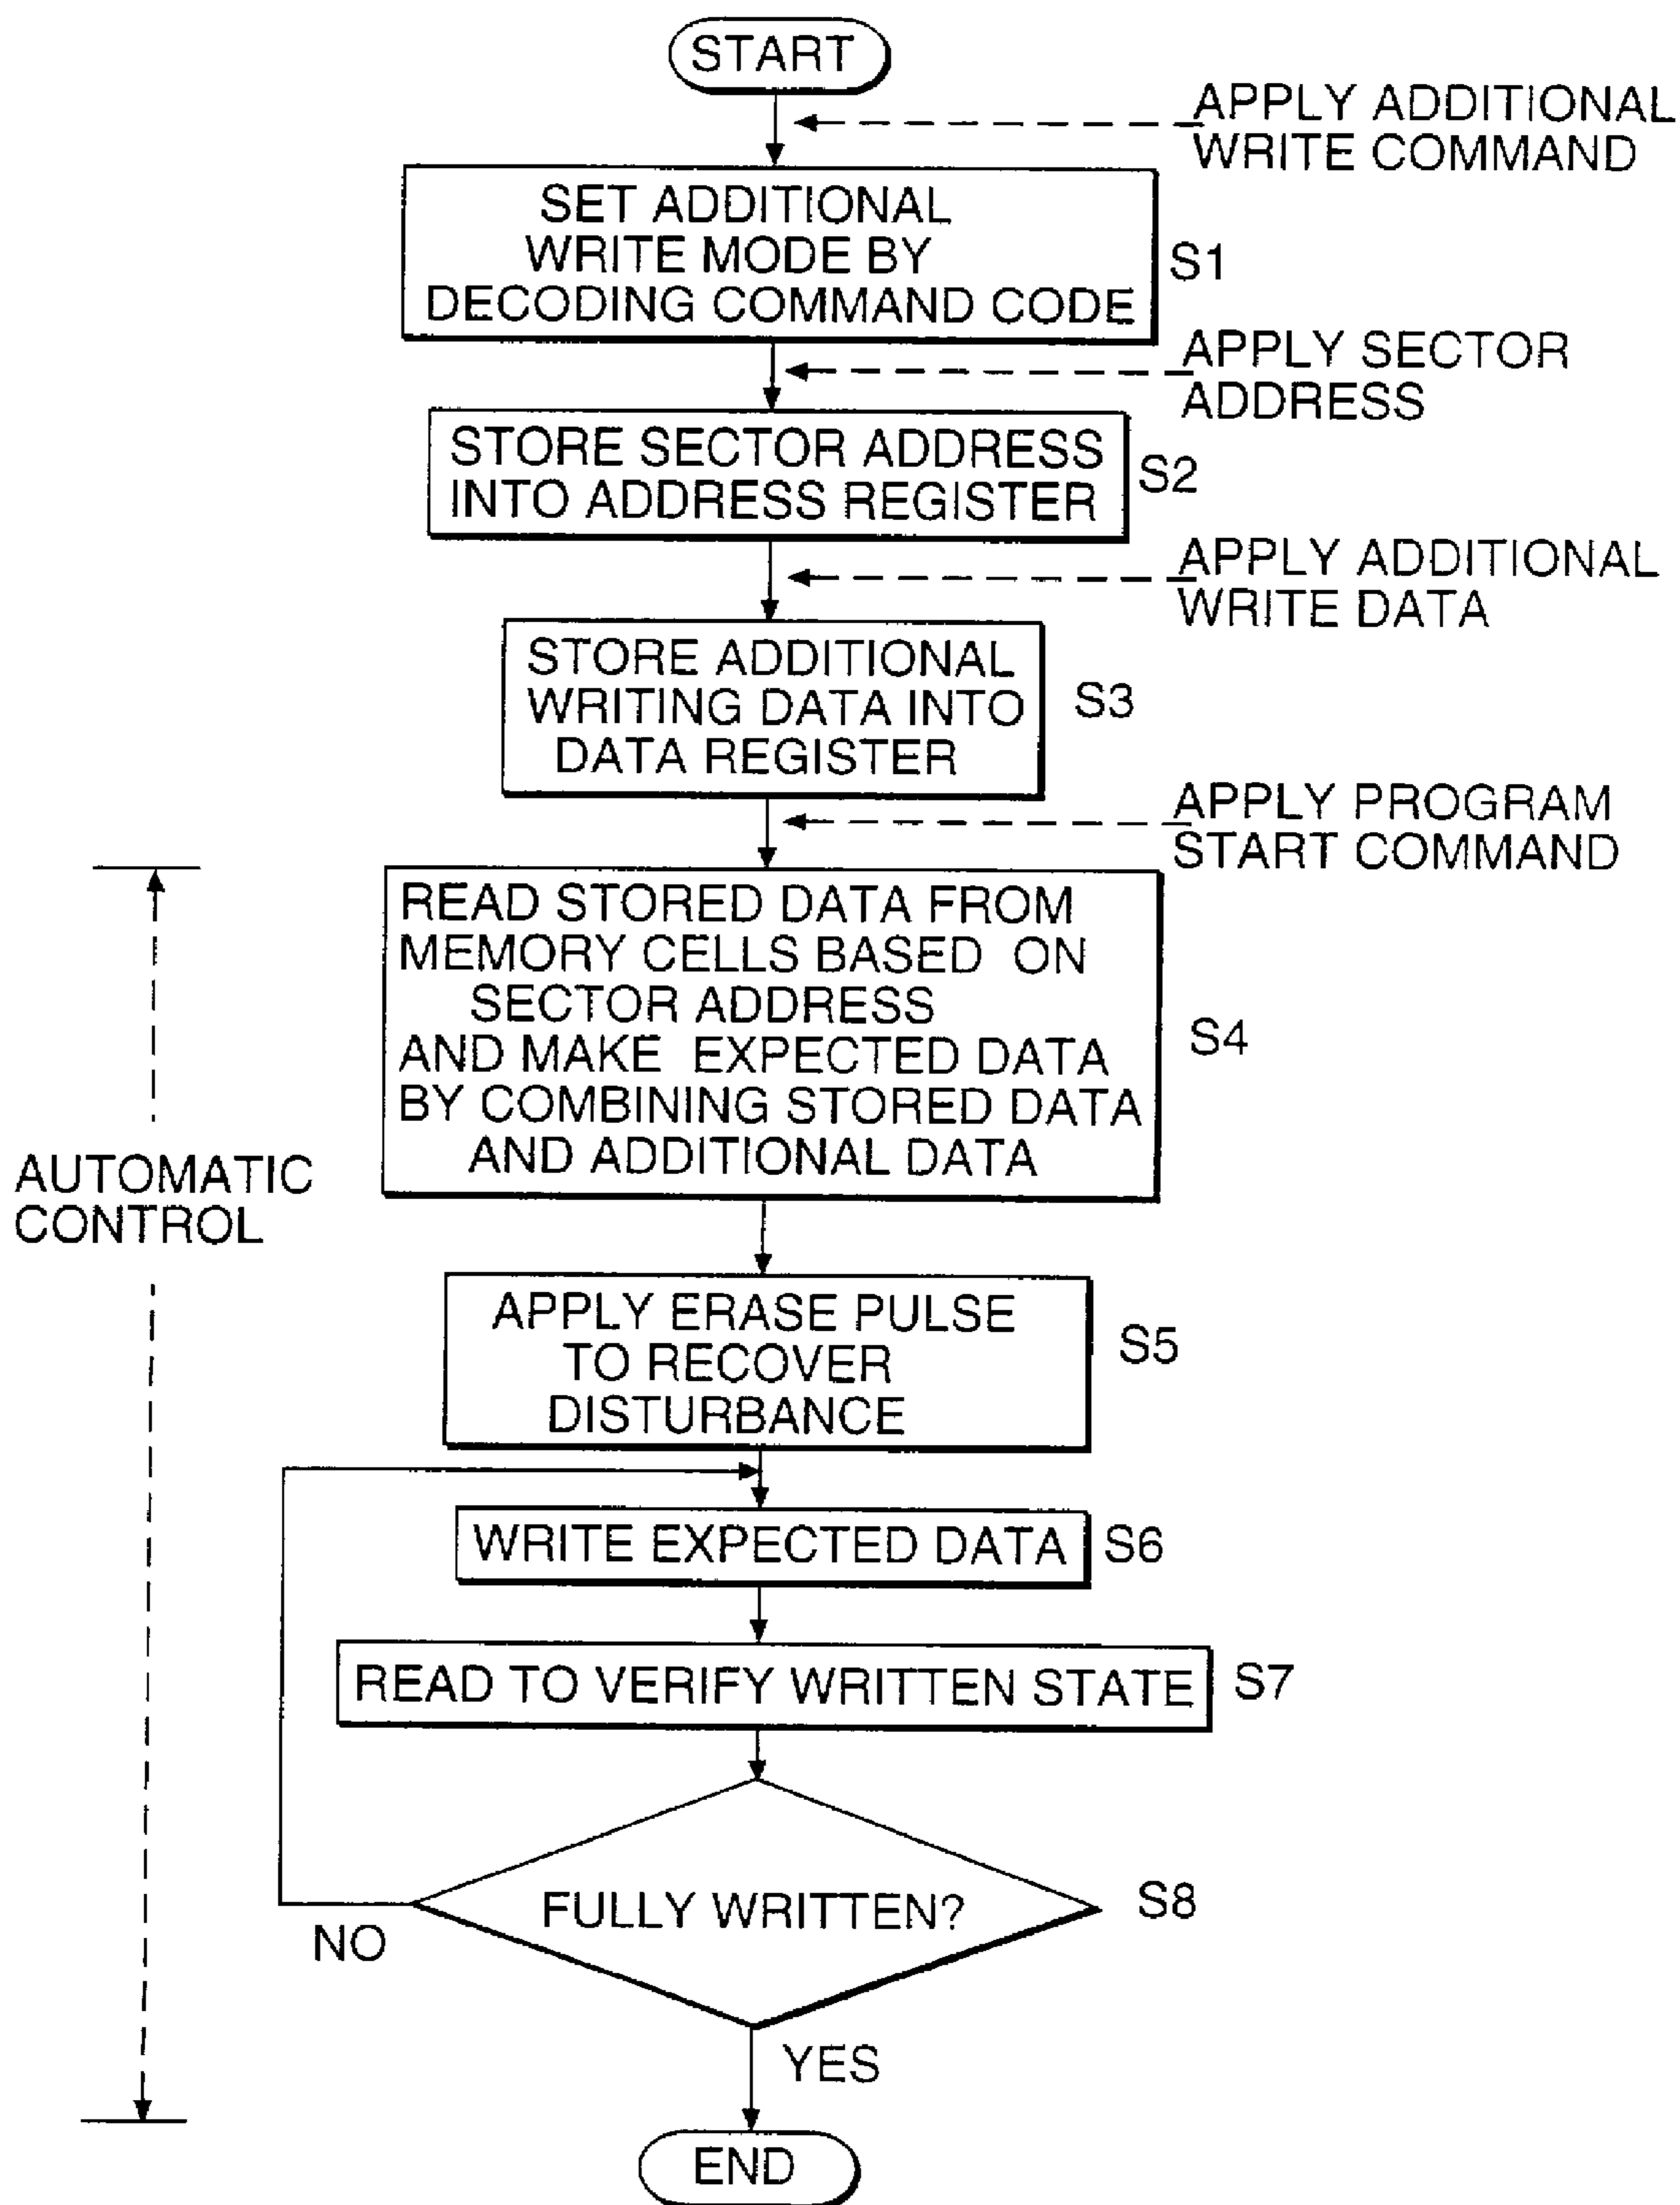 START
APPLY ADDITIONAL
WRITE COMMAND
SET ADDITIONAL
WRITE MODE BY
DECODING COMMAND CODE
S1
APPLY SECTOR
ADDRESS
STORE SECTOR ADDRESS
INTO ADDRESS REGISTER
S2
APPLY ADDITIONAL
WRITE DATA
STORE ADDITIONAL
WRITING DATA INTO
DATA REGISTER
S3
APPLY PROGRAM
START COMMAND
READ STORED DATA FROM
MEMORY CELLS BASED ON
SECTOR ADDRESS
AND MAKE EXPECTED DATA
BY COMBINING STORED DATA
AND ADDITIONAL DATA
S4
AUTOMATIC
CONTROL
APPLY ERASE PULSE
TO RECOVER
DISTURBANCE
S5
WRITE EXPECTED DATA
S6
READ TO VERIFY WRITTEN STATE
S7
FULLY WRITTEN?
S8
NO
YES
END